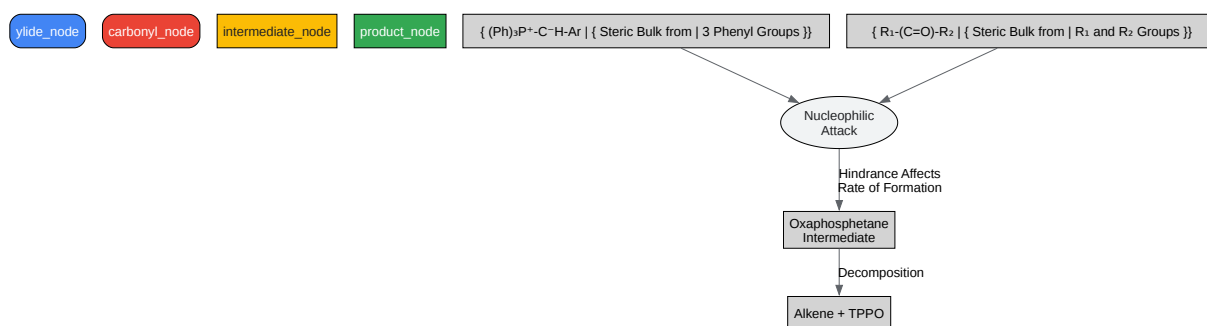 ylide_node
carbonyl_node
intermediate_node
product_node
{ (Ph)₃P⁺-C⁻H-Ar | { Steric Bulk from | 3 Phenyl Groups }}
{ R₁-(C=O)-R₂ | { Steric Bulk from | R₁ and R₂ Groups }}
Nucleophilic
Attack
Hindrance Affects
Rate of Formation
Oxaphosphetane
Intermediate
Decomposition
Alkene + TPPO